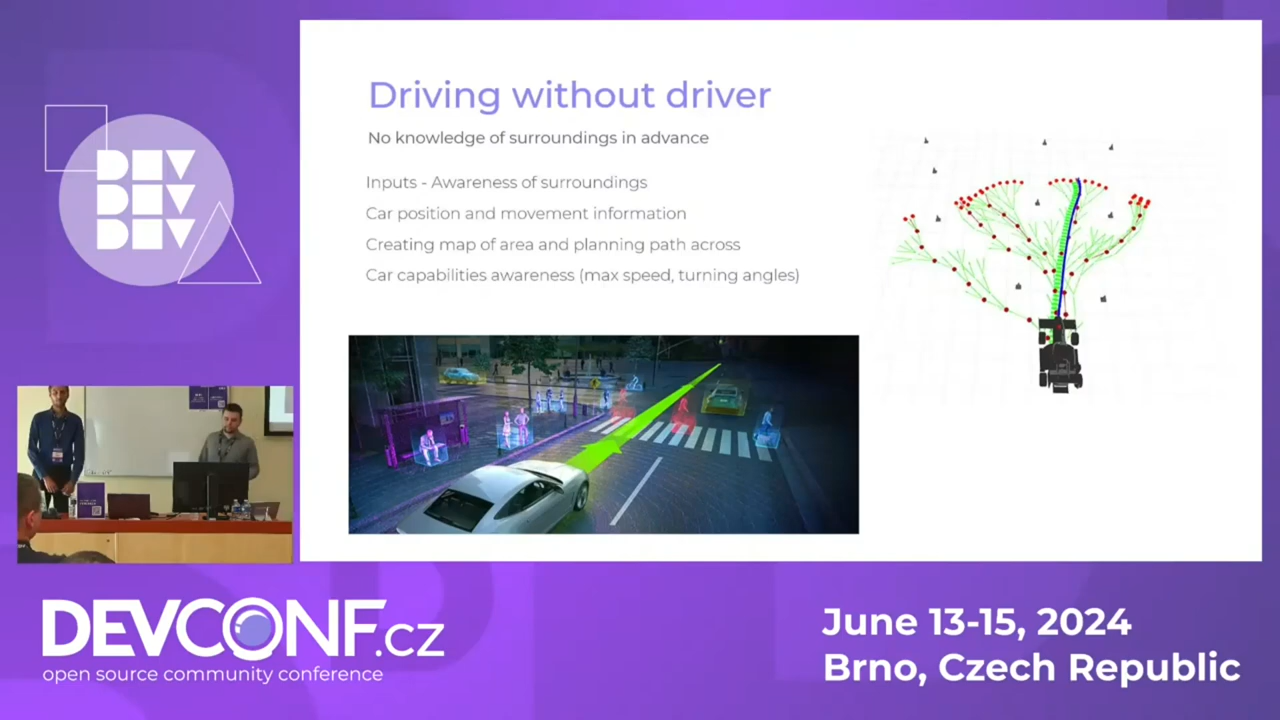 DEV
DEV
DEV
Driving without driver
No knowledge of surroundings in advance
Inputs - Awareness of surroundings
Car position and movement information
Creating map of area and planning path across
Car capabilities awareness (max speed, turning angles)
DEVCONF.cz
open source community conference
June 13-15, 2024
Brno, Czech Republic